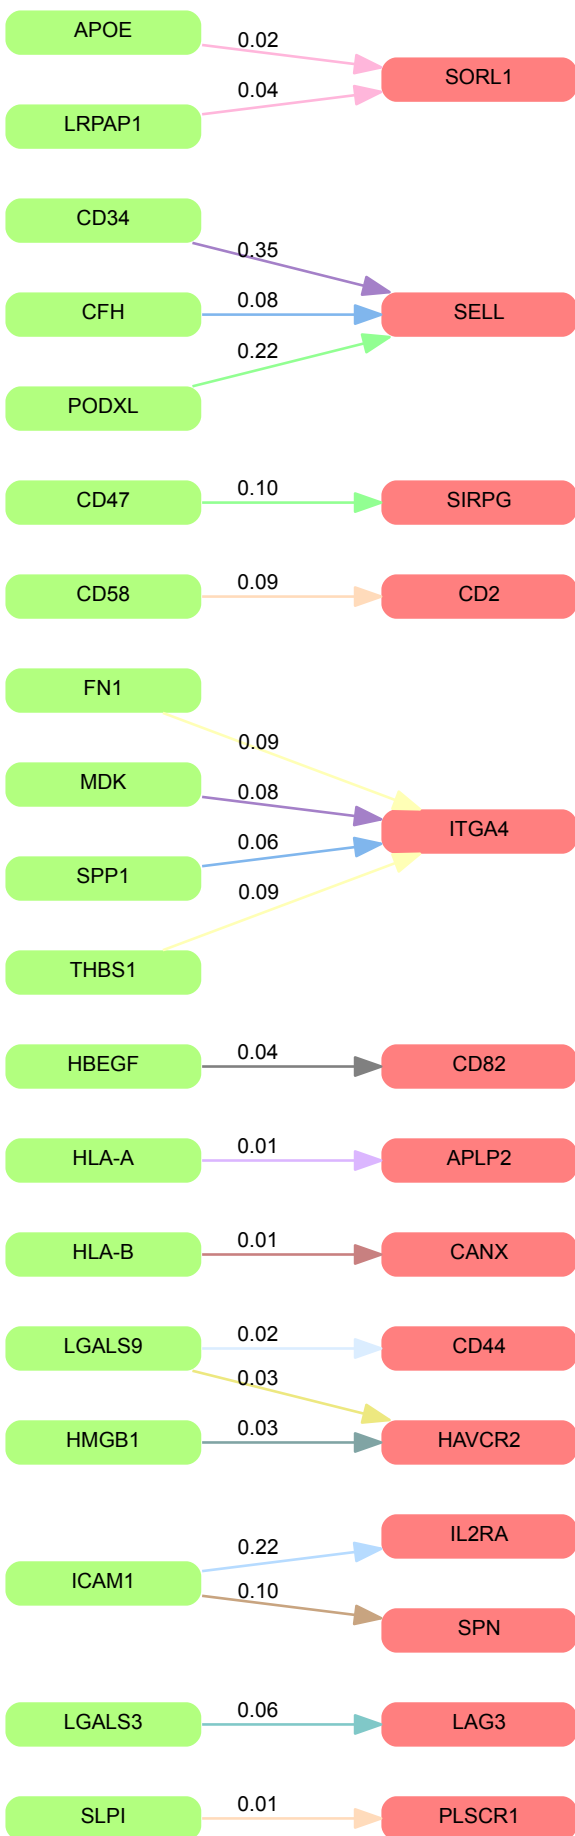 APOE
0.02
SORL1
LRPAP1
0.04
CD34
0.35
CFH
0.08
SELL
PODXL
0.22
CD47
0.10
SIRPG
CD58
0.09
CD2
FN1
0.09
MDK
0.08
ITGA4
SPP1
0.06
THBS1
0.09
HBEGF
0.04
CD82
HLA-A
0.01
APLP2
HLA-B
0.01
CANX
LGALS9
0.02
CD44
0.03
HMGB1
0.03
HAVCR2
ICAM1
0.22
IL2RA
0.10
SPN
LGALS3
0.06
LAG3
SLPI
0.01
PLSCR1